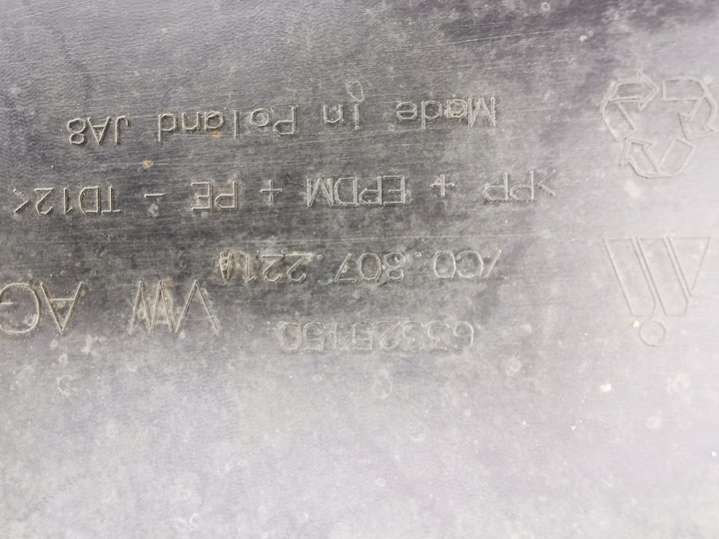 7C0.807.221A VW AG
>PP + EPDM + PE - TD12<
Made in Poland JA8